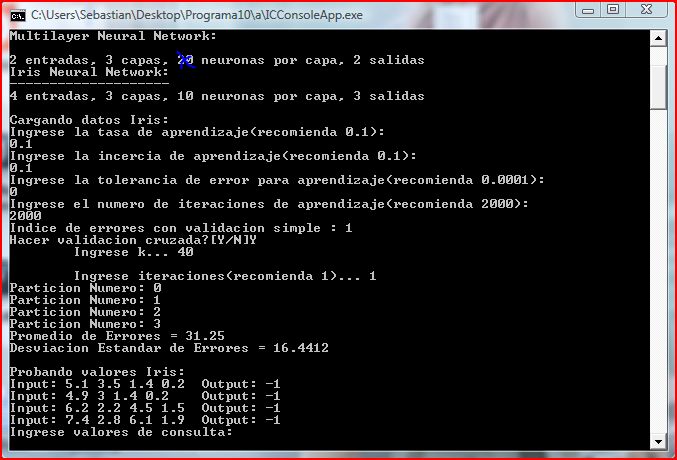 C:\Users\Sebastian\Desktop\Programa10\a\ICConsoleApp.exe
Multilayer Neural Network:
2 entradas, 3 capas, 20 neuronas por capa, 2 salidas
Iris Neural Network:
--------------------
4 entradas, 3 capas, 10 neuronas por capa, 3 salidas
Cargando datos Iris:
Ingrese la tasa de aprendizaje(recomienda 0.1):
0.1
Ingrese la incercia de aprendizaje(recomienda 0.1):
0.1
Ingrese la tolerancia de error para aprendizaje(recomienda 0.0001):
0
Ingrese el numero de iteraciones de aprendizaje(recomienda 2000):
2000
Indice de errores con validacion simple : 1
Hacer validacion cruzada?[Y/N]Y
Ingrese k... 40
Ingrese iteraciones(recomienda 1)... 1
Particion Numero: 0
Particion Numero: 1
Particion Numero: 2
Particion Numero: 3
Promedio de Errores = 31.25
Desviacion Estandar de Errores = 16.4412
Probando valores Iris:
Input: 5.1 3.5 1.4 0.2  Output: -1
Input: 4.9 3 1.4 0.2    Output: -1
Input: 6.2 2.2 4.5 1.5  Output: -1
Input: 7.4 2.8 6.1 1.9  Output: -1
Ingrese valores de consulta: